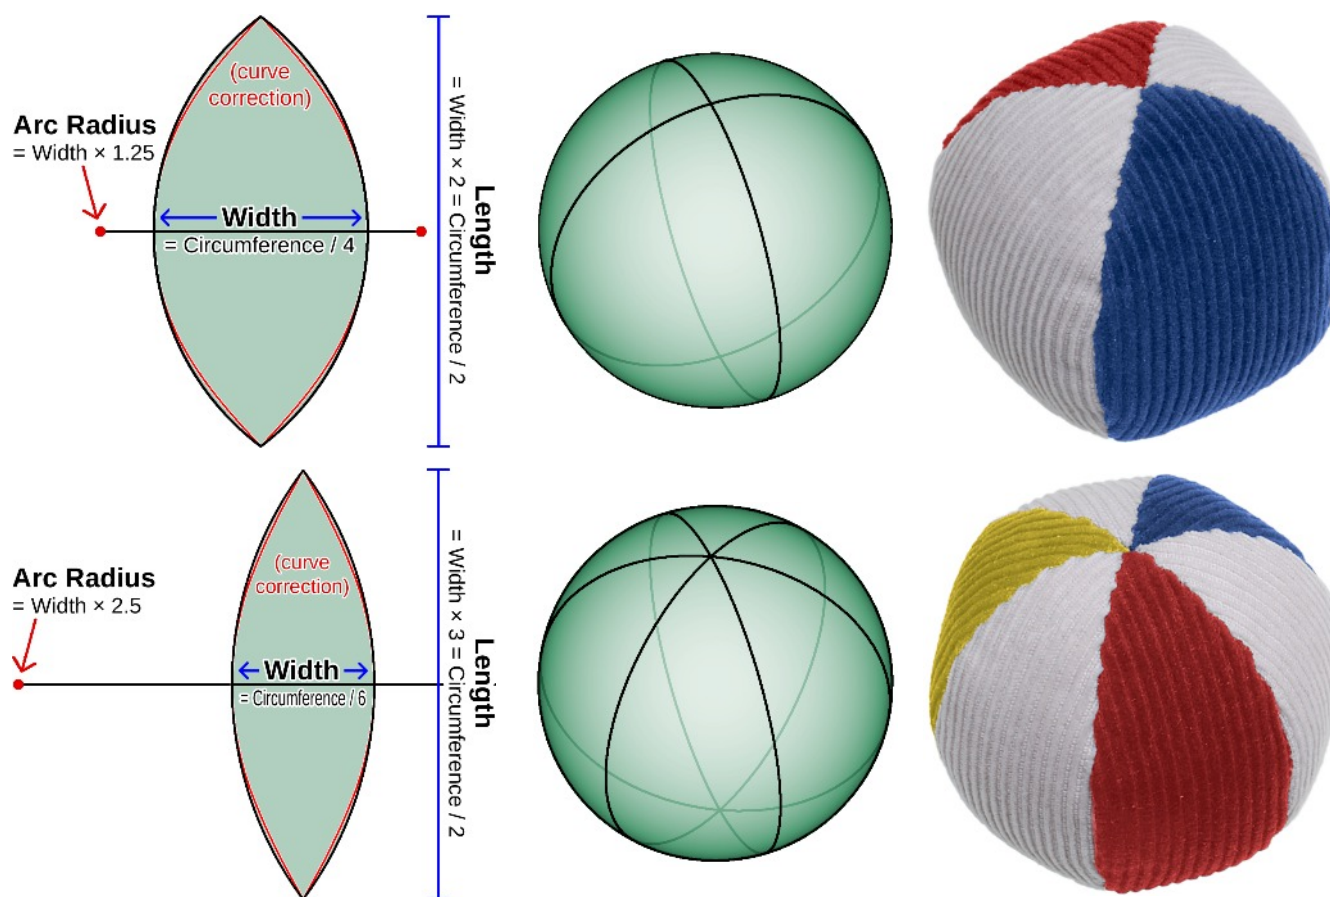 (curve
correction)
Arc Radius
= Width × 1.25
Width
= Circumference / 4
Length
= Width × 2 = Circumference / 2
(curve
correction)
Arc Radius
= Width × 2.5
Width
= Circumference / 6
Length
= Width × 3 = Circumference / 2